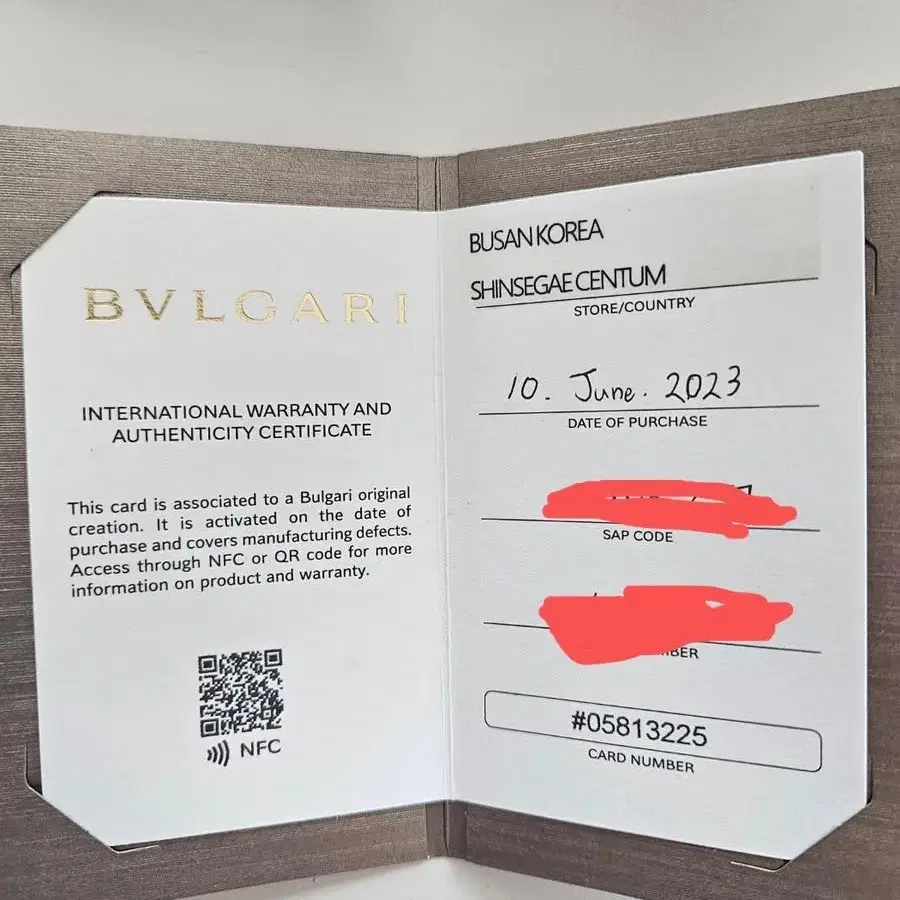 BVLGARI
INTERNATIONAL WARRANTY AND
AUTHENTICITY CERTIFICATE
This card is associated to a Bulgari original
creation. It is activated on the date of
purchase and covers manufacturing defects.
Access through NFC or QR code for more
information on product and warranty.
NFC
BUSAN KOREA
SHINSEGAE CENTUM
STORE/COUNTRY
10. June. 2023
DATE OF PURCHASE
SAP CODE
#05813225
CARD NUMBER